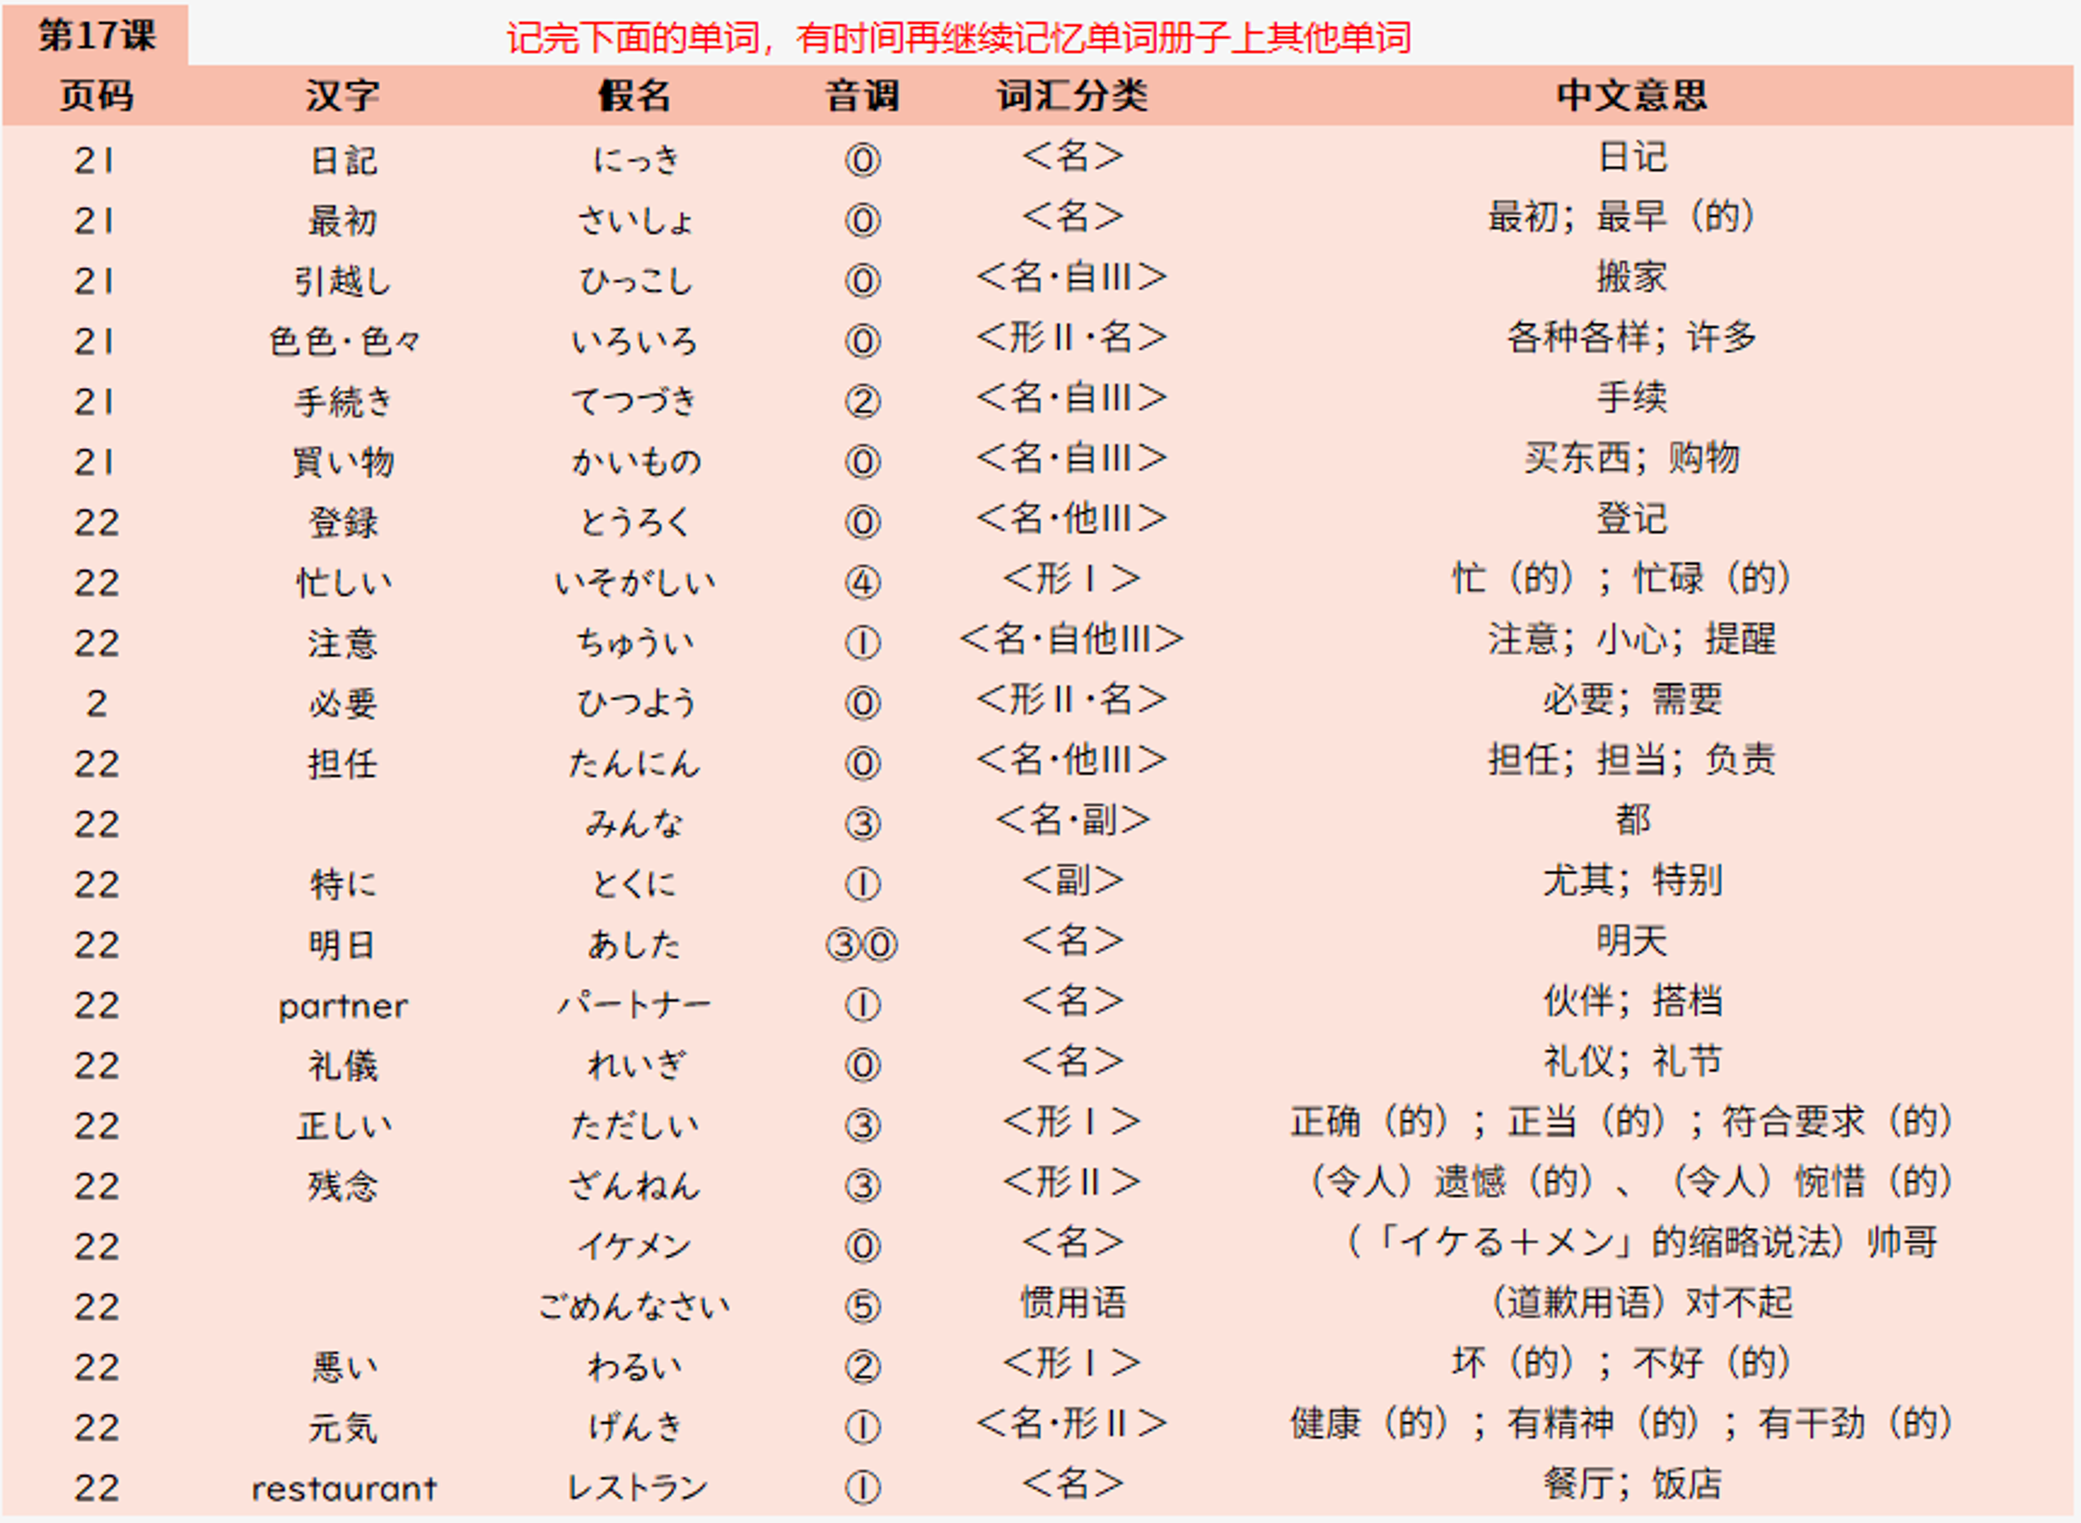 第17课 记完下面的单词，有时间再继续记忆单词册子上其他单词
页码 汉字 假名 音调 词汇分类 中文意思
21 日記 にっき ⓪ ＜名＞ 日记
21 最初 さいしょ ⓪ ＜名＞ 最初；最早（的）
21 引越し ひっこし ⓪ ＜名·自Ⅲ＞ 搬家
21 色色·色々 いろいろ ⓪ ＜形Ⅱ·名＞ 各种各样；许多
21 手続き てつづき ② ＜名·自Ⅲ＞ 手续
21 買い物 かいもの ⓪ ＜名·自Ⅲ＞ 买东西；购物
22 登録 とうろく ⓪ ＜名·他Ⅲ＞ 登记
22 忙しい いそがしい ④ ＜形Ⅰ＞ 忙（的）；忙碌（的）
22 注意 ちゅうい ① ＜名·自他Ⅲ＞ 注意；小心；提醒
2 必要 ひつよう ⓪ ＜形Ⅱ·名＞ 必要；需要
22 担任 たんにん ⓪ ＜名·他Ⅲ＞ 担任；担当；负责
22 みんな ③ ＜名·副＞ 都
22 特に とくに ① ＜副＞ 尤其；特别
22 明日 あした ③⓪ ＜名＞ 明天
22 partner パートナー ① ＜名＞ 伙伴；搭档
22 礼儀 れいぎ ⓪ ＜名＞ 礼仪；礼节
22 正しい ただしい ③ ＜形Ⅰ＞ 正确（的）；正当（的）；符合要求（的）
22 残念 ざんねん ③ ＜形Ⅱ＞ （令人）遗憾（的）、（令人）惋惜（的）
22 イケメン ⓪ ＜名＞ （「イケる＋メン」的缩略说法）帅哥
22 ごめんなさい ⑤ 惯用语 （道歉用语）对不起
22 悪い わるい ② ＜形Ⅰ＞ 坏（的）；不好（的）
22 元気 げんき ① ＜名·形Ⅱ＞ 健康（的）；有精神（的）；有干劲（的）
22 restaurant レストラン ① ＜名＞ 餐厅；饭店